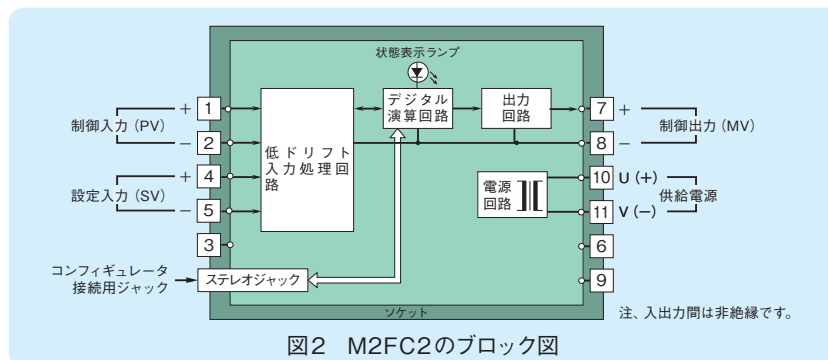 状態表示ランプ
+ 1
制御入力（PV）
− 2
+ 4
設定入力（SV）
− 5
3
低ドリフト
入力処理回
路
デジタル
演算回路
出力
回路
7 +
制御出力（MV）
8 −
10 U（+）
供給電源
11 V（−）
電源
回路
6
9
コンフィギュレータ
接続用ジャック
ステレオジャック
ソケット
注、入出力間は非絶縁です。
図2 M2FC2のブロック図